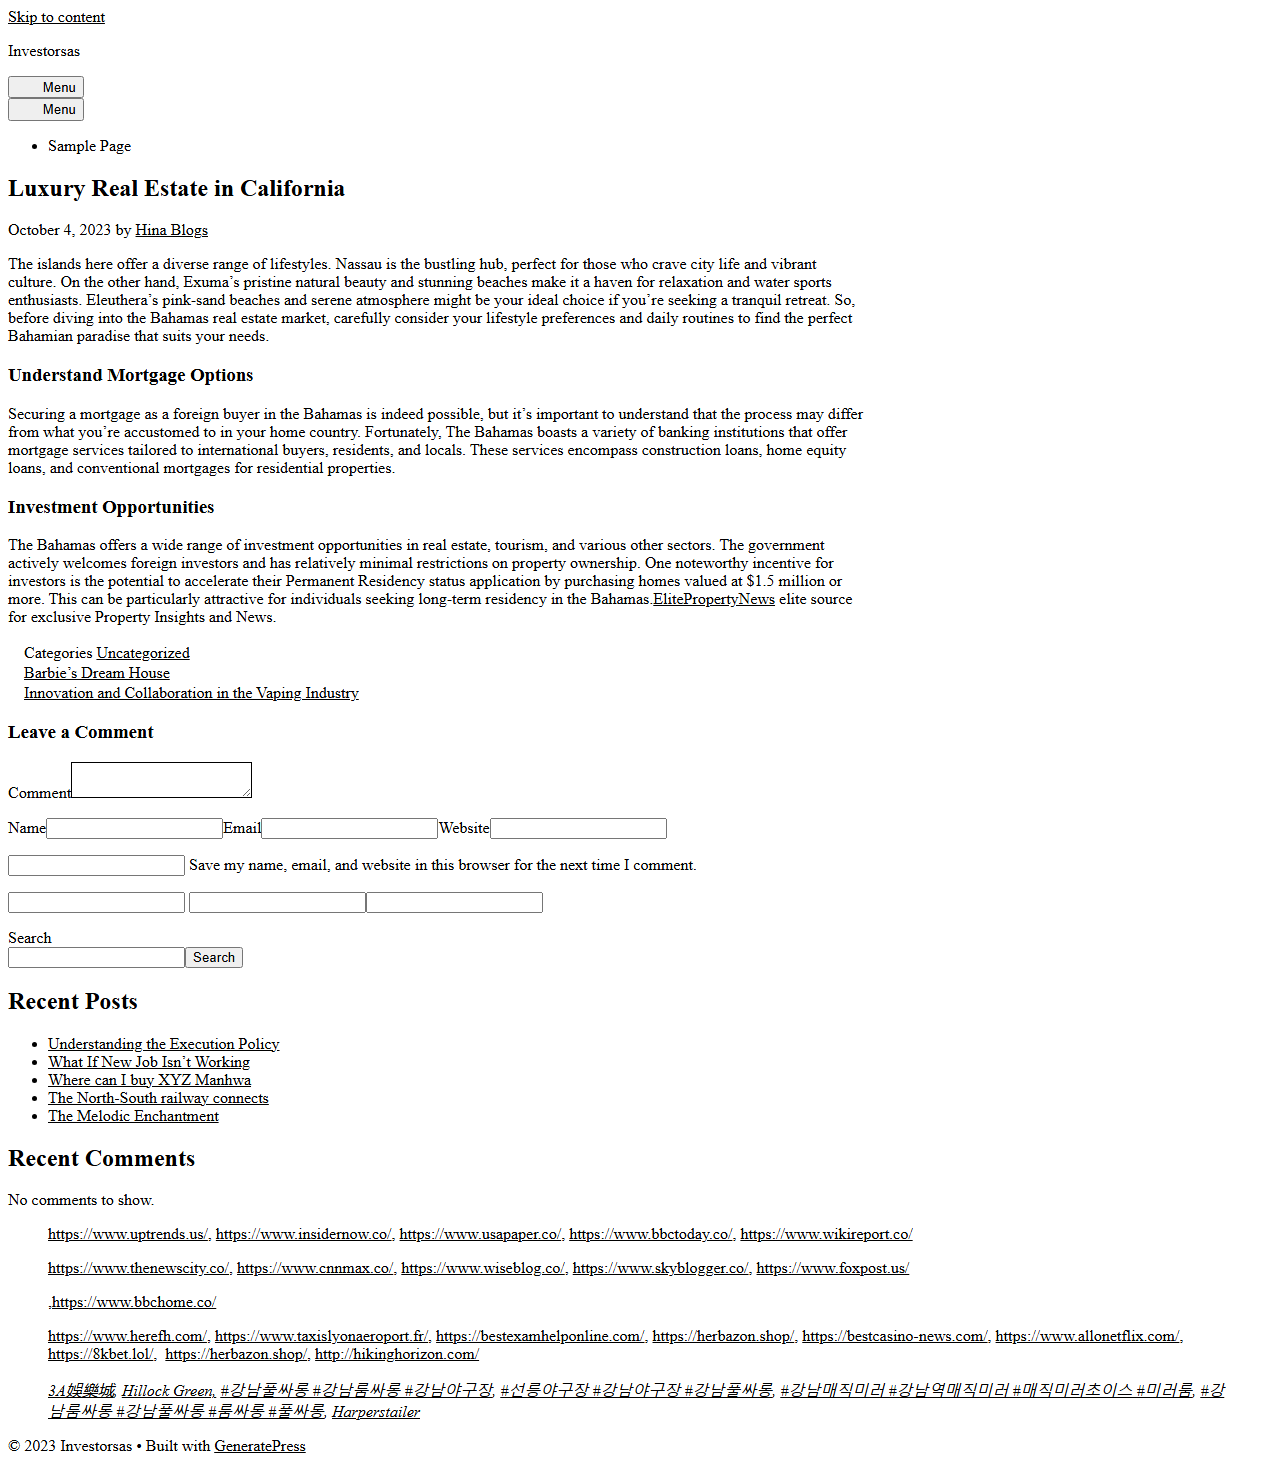 Skip to content
Investorsas
Menu
Menu
Sample Page
Luxury Real Estate in California
October 4, 2023 by Hina Blogs
The islands here offer a diverse range of lifestyles. Nassau is the bustling hub, perfect for those who crave city life and vibrant
culture. On the other hand, Exuma’s pristine natural beauty and stunning beaches make it a haven for relaxation and water sports
enthusiasts. Eleuthera’s pink-sand beaches and serene atmosphere might be your ideal choice if you’re seeking a tranquil retreat. So,
before diving into the Bahamas real estate market, carefully consider your lifestyle preferences and daily routines to find the perfect
Bahamian paradise that suits your needs.
Understand Mortgage Options
Securing a mortgage as a foreign buyer in the Bahamas is indeed possible, but it’s important to understand that the process may differ
from what you’re accustomed to in your home country. Fortunately, The Bahamas boasts a variety of banking institutions that offer
mortgage services tailored to international buyers, residents, and locals. These services encompass construction loans, home equity
loans, and conventional mortgages for residential properties.
Investment Opportunities
The Bahamas offers a wide range of investment opportunities in real estate, tourism, and various other sectors. The government
actively welcomes foreign investors and has relatively minimal restrictions on property ownership. One noteworthy incentive for
investors is the potential to accelerate their Permanent Residency status application by purchasing homes valued at $1.5 million or
more. This can be particularly attractive for individuals seeking long-term residency in the Bahamas.ElitePropertyNews elite source
for exclusive Property Insights and News.
Categories Uncategorized
Barbie’s Dream House
Innovation and Collaboration in the Vaping Industry
Leave a Comment
Comment
Name Email Website
Save my name, email, and website in this browser for the next time I comment.
Search
Search
Recent Posts
Understanding the Execution Policy
What If New Job Isn’t Working
Where can I buy XYZ Manhwa
The North-South railway connects
The Melodic Enchantment
Recent Comments
No comments to show.
https://www.uptrends.us/, https://www.insidernow.co/, https://www.usapaper.co/, https://www.bbctoday.co/, https://www.wikireport.co/
https://www.thenewscity.co/, https://www.cnnmax.co/, https://www.wiseblog.co/, https://www.skyblogger.co/, https://www.foxpost.us/
,https://www.bbchome.co/
https://www.herefh.com/, https://www.taxislyonaeroport.fr/, https://bestexamhelponline.com/, https://herbazon.shop/, https://bestcasino-news.com/, https://www.allonetflix.com/,
https://8kbet.lol/, https://herbazon.shop/, http://hikinghorizon.com/
3A娛樂城, Hillock Green, #강남풀싸롱 #강남룸싸롱 #강남야구장, #선릉야구장 #강남야구장 #강남풀싸롱, #강남매직미러 #강남역매직미러 #매직미러초이스 #미러룸, #강
남룸싸롱 #강남풀싸롱 #룸싸롱 #풀싸롱, Harperstailer
© 2023 Investorsas • Built with GeneratePress